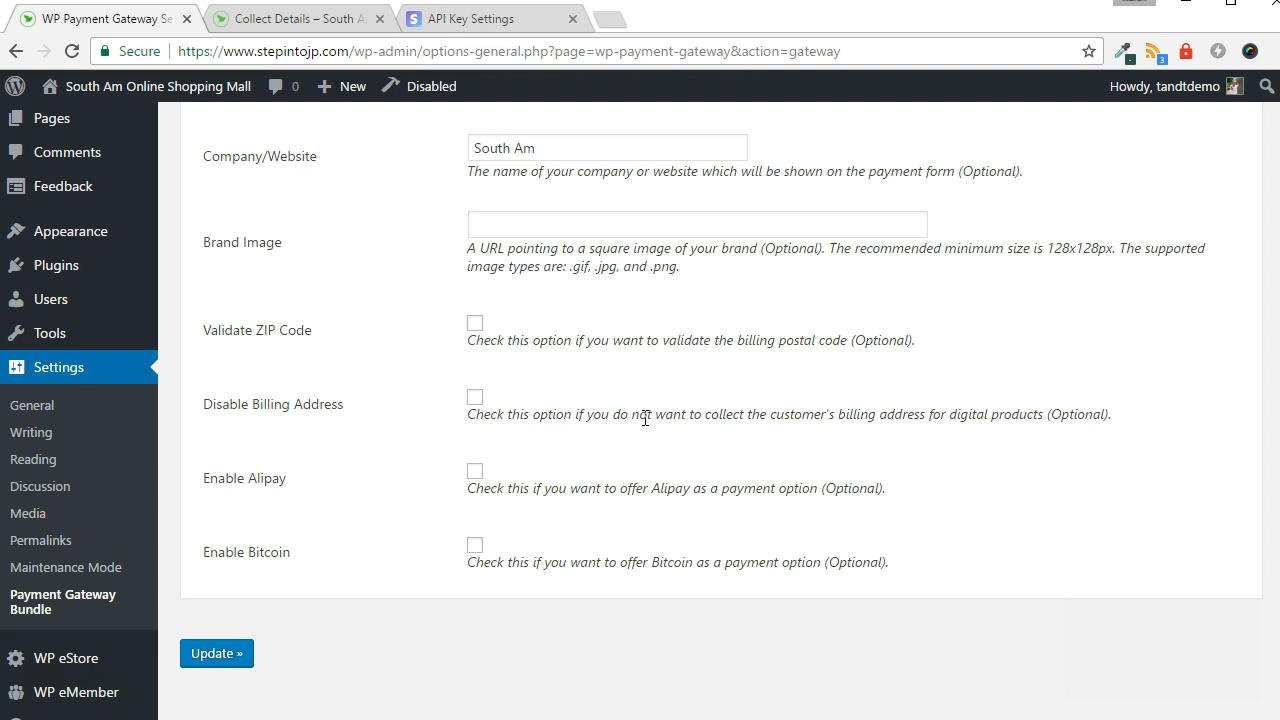 WP Payment Gateway Se
Collect Details – South A
API Key Settings
Secure
https://www.stepintojp.com/wp-admin/options-general.php?page=wp-payment-gateway&action=gateway
3
South Am Online Shopping Mall
0
New
Disabled
Howdy, tandtdemo
Pages
Comments
Feedback
Appearance
Plugins
Users
Tools
Settings
General
Writing
Reading
Discussion
Media
Permalinks
Maintenance Mode
Payment Gateway
Bundle
WP eStore
WP eMember
Company/Website
South Am
The name of your company or website which will be shown on the payment form (Optional).
Brand Image
A URL pointing to a square image of your brand (Optional). The recommended minimum size is 128x128px. The supported
image types are: .gif, .jpg, and .png.
Validate ZIP Code
Check this option if you want to validate the billing postal code (Optional).
Disable Billing Address
Check this option if you do not want to collect the customer's billing address for digital products (Optional).
Enable Alipay
Check this if you want to offer Alipay as a payment option (Optional).
Enable Bitcoin
Check this if you want to offer Bitcoin as a payment option (Optional).
Update »